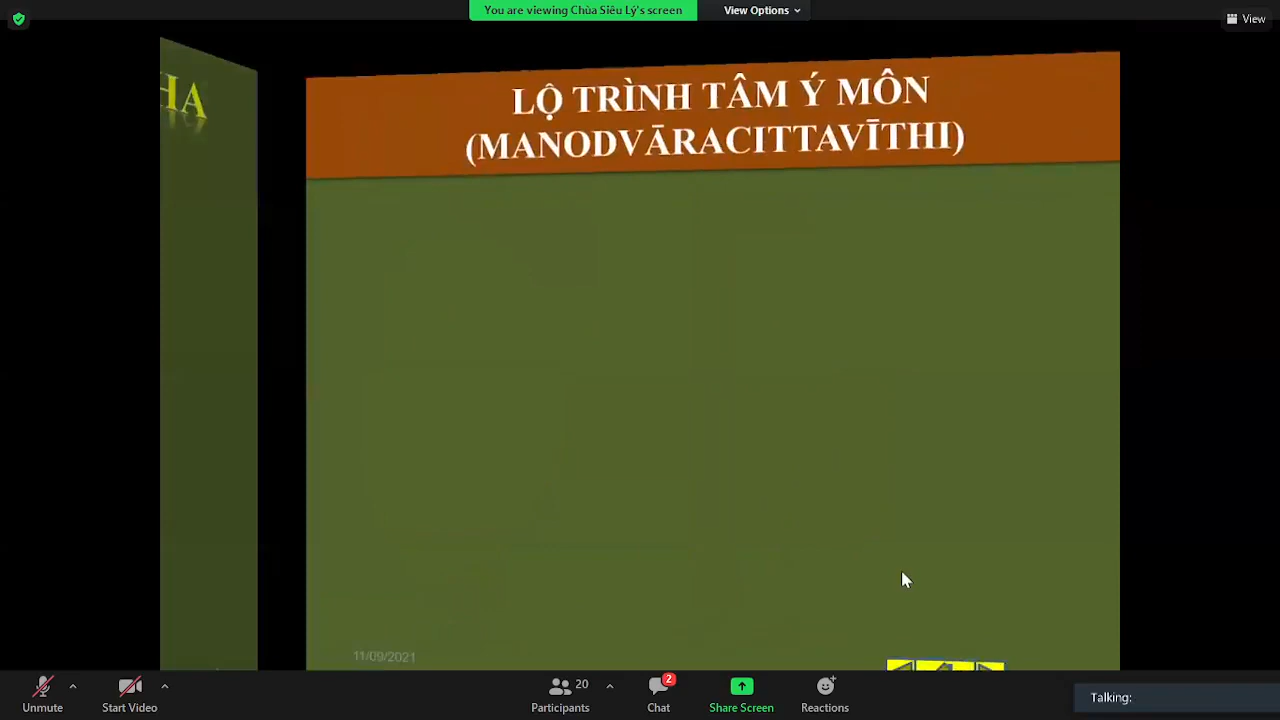 You are viewing Chùa Siêu Lý's screen
View Options
View
HA
LỘ TRÌNH TÂM Ý MÔN
(MANODVĀRACITTAVĪTHI)
11/09/2021
Unmute
Start Video
20
Participants
2
Chat
Share Screen
Reactions
Talking: